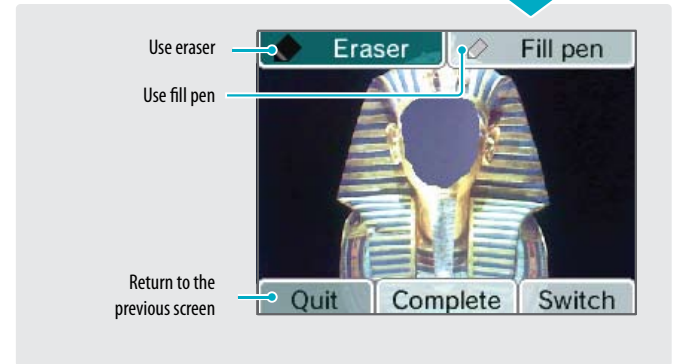 Use eraser
Eraser
Fill pen
Use fill pen
Return to the
previous screen
Quit
Complete
Switch